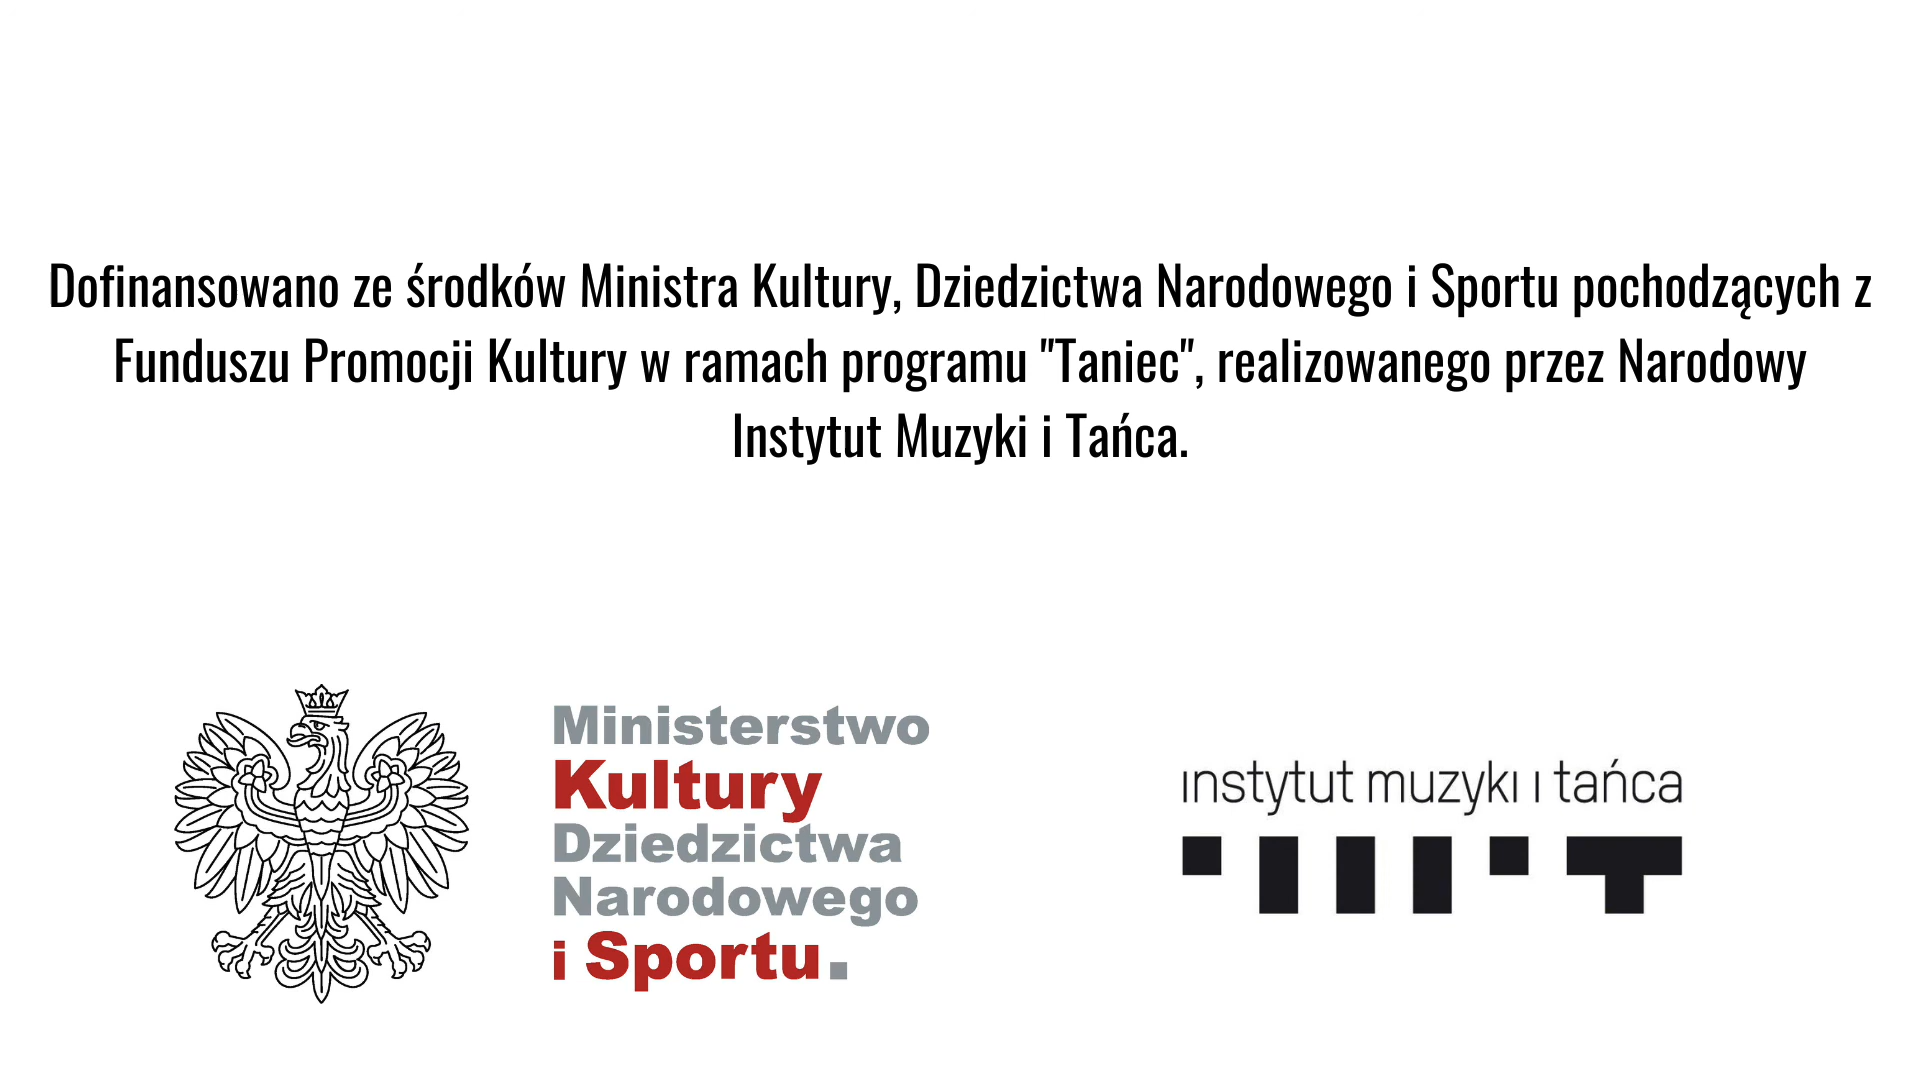 Dofinansowano ze środków Ministra Kultury, Dziedzictwa Narodowego i Sportu pochodzących z
Funduszu Promocji Kultury w ramach programu "Taniec", realizowanego przez Narodowy
Instytut Muzyki i Tańca.
Ministerstwo
Kultury
Dziedzictwa
Narodowego
i Sportu.
instytut muzyki i tańca